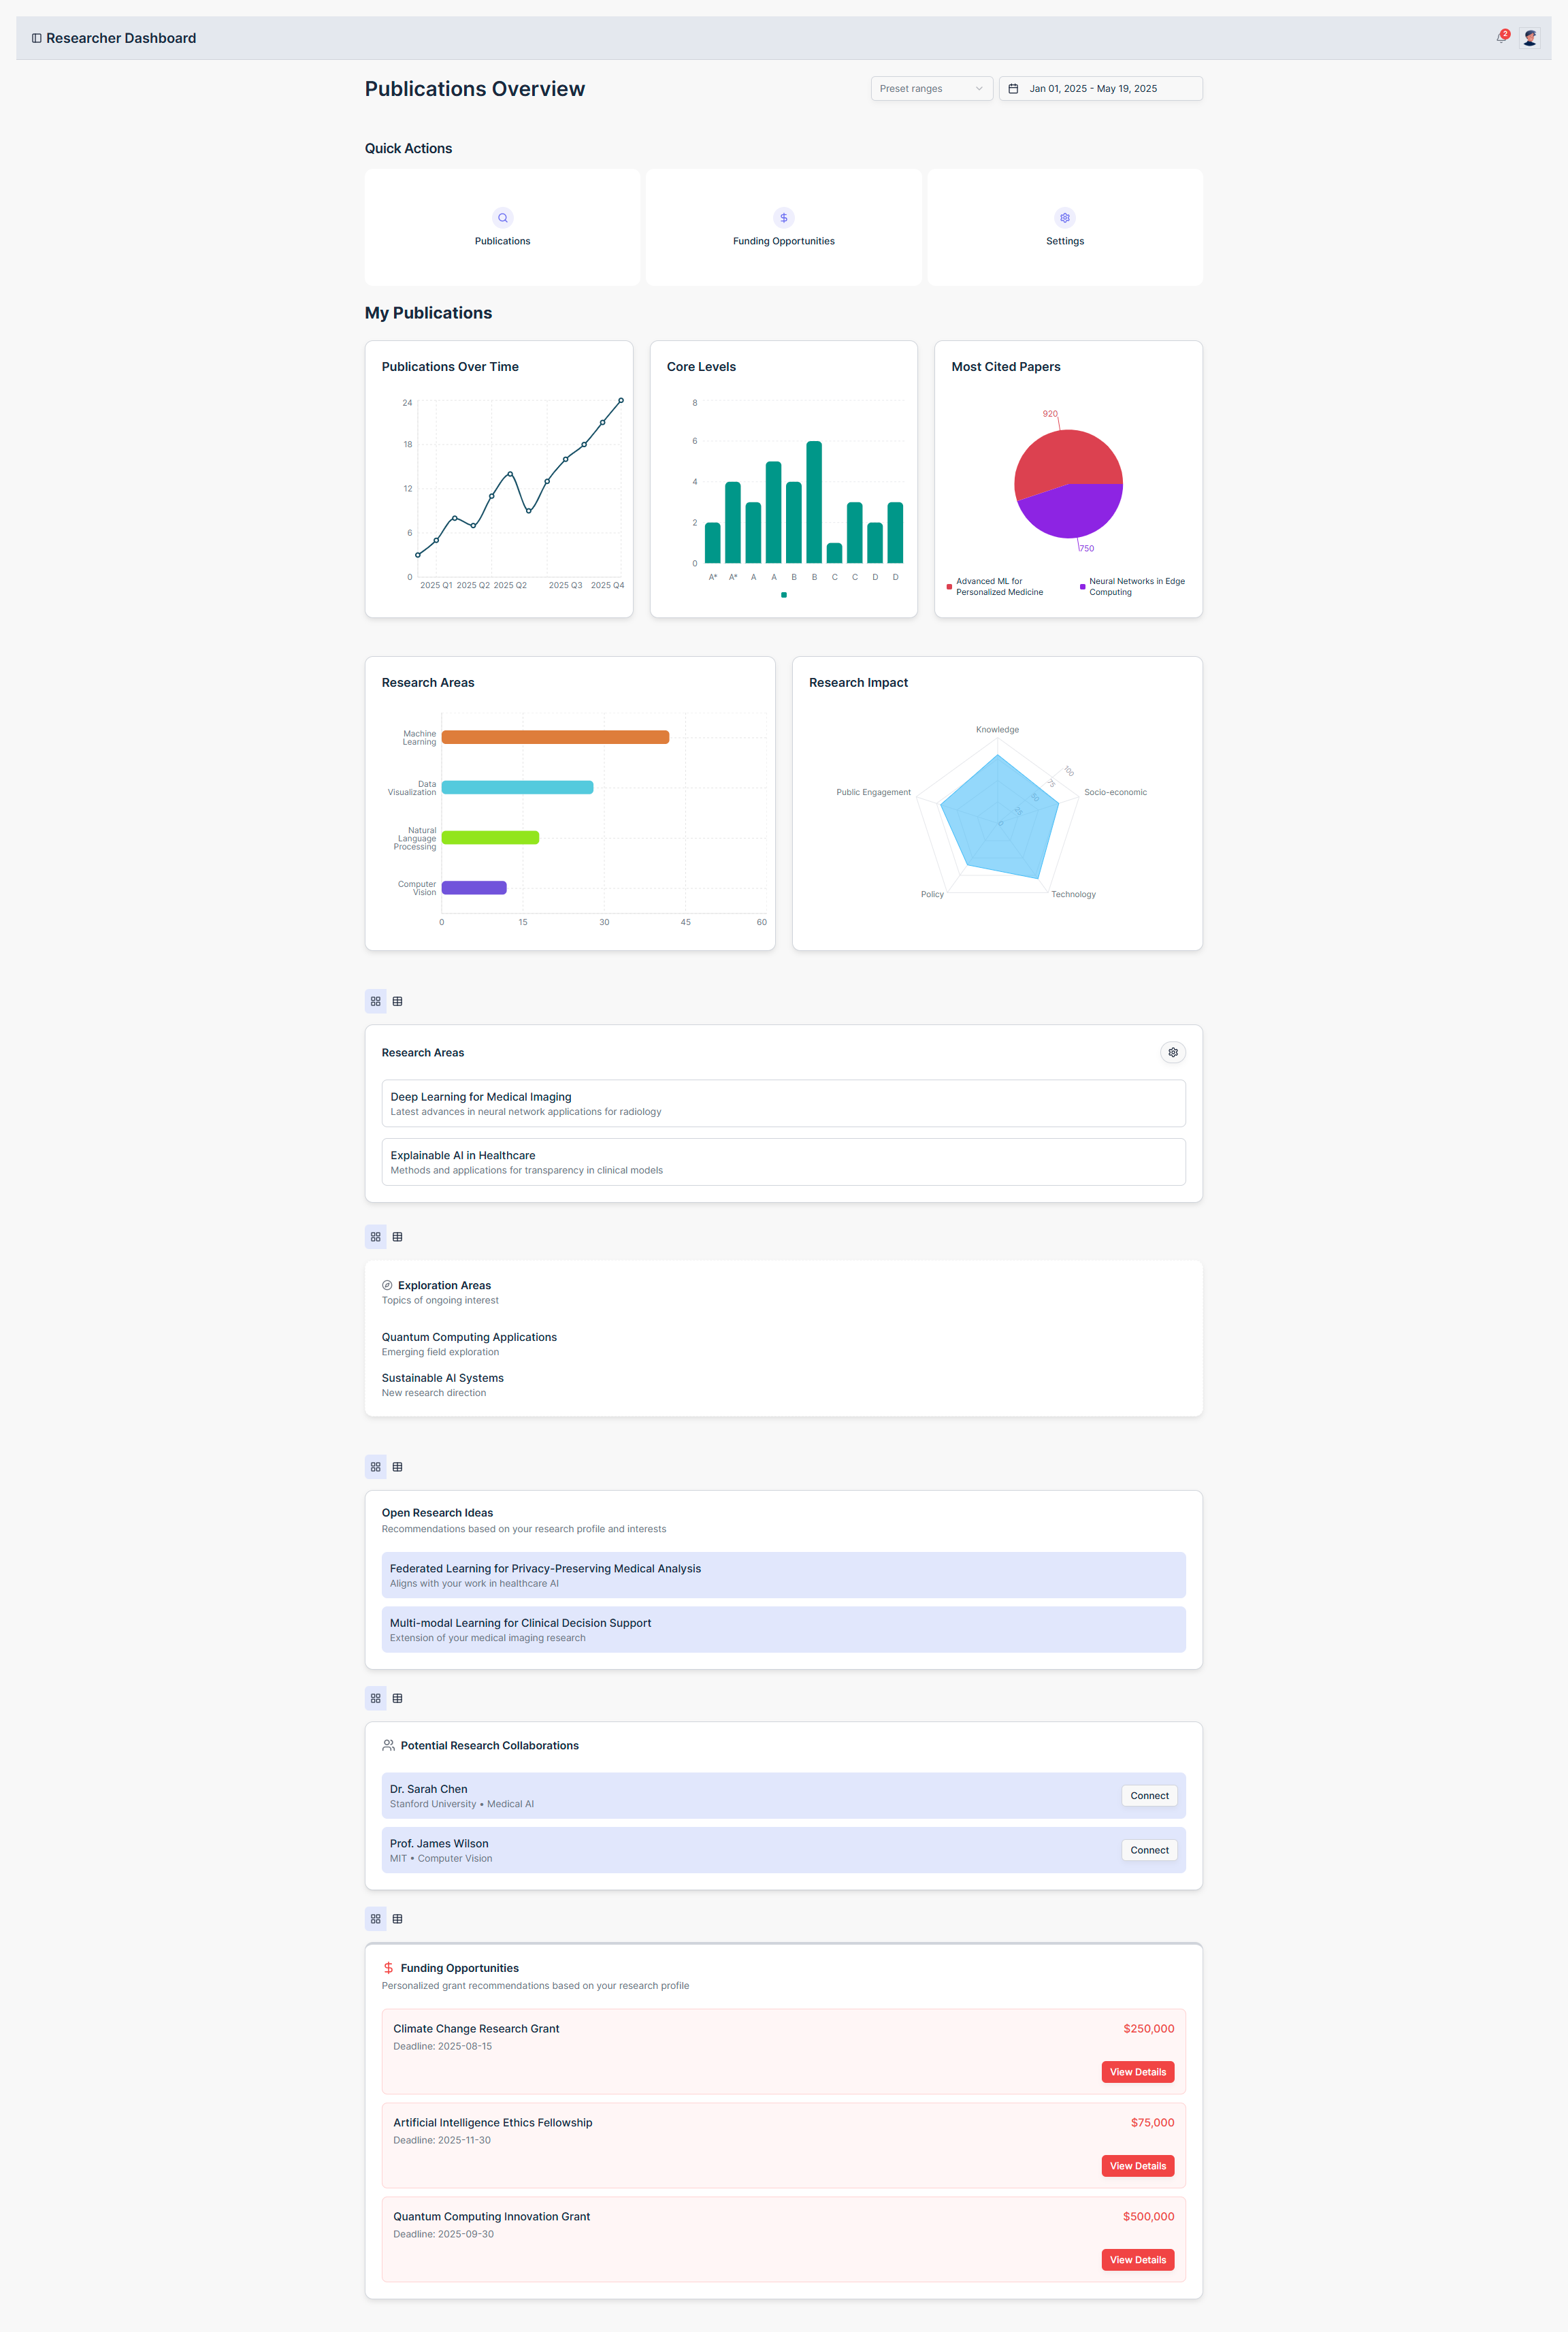 Researcher Dashboard
2
Publications Overview
Preset ranges
Jan 01, 2025 - May 19, 2025
Quick Actions
Publications
Funding Opportunities
Settings
My Publications
Publications Over Time
24
18
12
6
0
2025 Q1 2025 Q2 2025 Q2 2025 Q3 2025 Q4
Core Levels
8
6
4
2
0
A* A* A A B B C C D D
Most Cited Papers
920
750
Advanced ML for
Personalized Medicine
Neural Networks in Edge
Computing
Research Areas
Machine
Learning
Data
Visualization
Natural
Language
Processing
Computer
Vision
0 15 30 45 60
Research Impact
Knowledge
Socio-economic
Technology
Policy
Public Engagement
100
75
50
25
0
Research Areas
Deep Learning for Medical Imaging
Latest advances in neural network applications for radiology
Explainable AI in Healthcare
Methods and applications for transparency in clinical models
Exploration Areas
Topics of ongoing interest
Quantum Computing Applications
Emerging field exploration
Sustainable AI Systems
New research direction
Open Research Ideas
Recommendations based on your research profile and interests
Federated Learning for Privacy-Preserving Medical Analysis
Aligns with your work in healthcare AI
Multi-modal Learning for Clinical Decision Support
Extension of your medical imaging research
Potential Research Collaborations
Dr. Sarah Chen
Stanford University • Medical AI
Connect
Prof. James Wilson
MIT • Computer Vision
Connect
Funding Opportunities
Personalized grant recommendations based on your research profile
Climate Change Research Grant
$250,000
Deadline: 2025-08-15
View Details
Artificial Intelligence Ethics Fellowship
$75,000
Deadline: 2025-11-30
View Details
Quantum Computing Innovation Grant
$500,000
Deadline: 2025-09-30
View Details